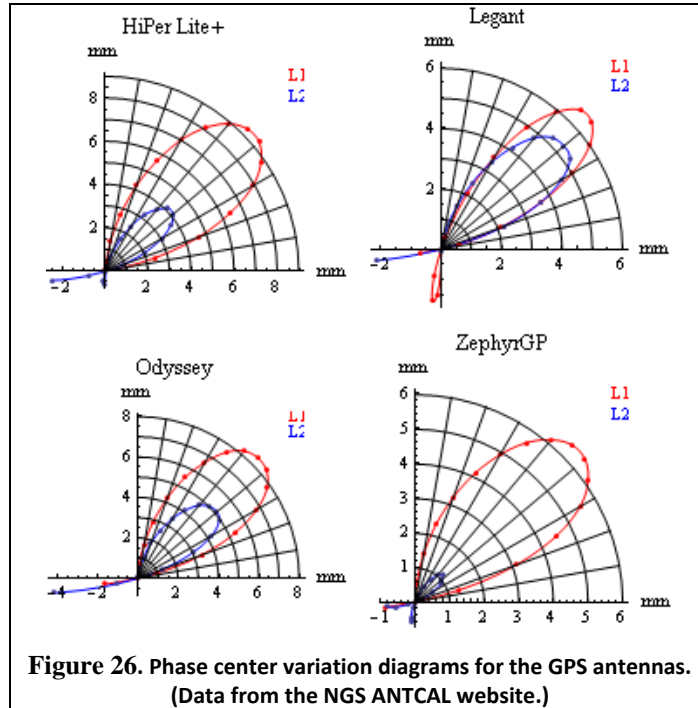 HiPer Lite+
mm
L1
L2
8
6
4
2
-2
2
4
6
8
mm
Legant
mm
L1
L2
6
4
2
-2
2
4
6
mm
Odyssey
mm
L1
L2
8
6
4
2
-4
-2
2
4
6
8
mm
ZephyrGP
mm
L1
L2
6
5
4
3
2
1
-1
1
2
3
4
5
6
mm
Figure 26. Phase center variation diagrams for the GPS antennas.
(Data from the NGS ANTCAL website.)